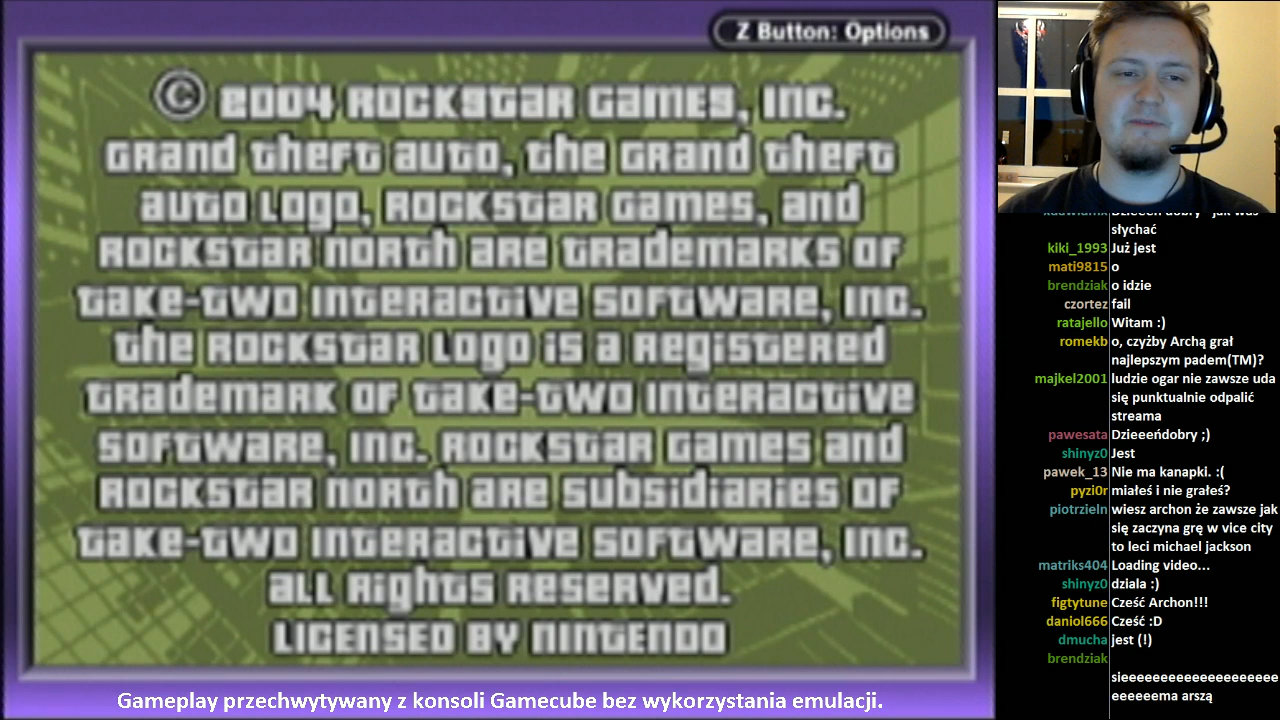 Z Button: Options
© 2004 ROCKSTAR GAMES, INC.
GRAND THEFT AUTO, THE GRAND THEFT
AUTO LOGO, ROCKSTAR GAMES, AND
ROCKSTAR NORTH ARE TRADEMARKS OF
TAKE-TWO INTERACTIVE SOFTWARE, INC.
THE ROCKSTAR LOGO IS A REGISTERED
TRADEMARK OF TAKE-TWO INTERACTIVE
SOFTWARE, INC. ROCKSTAR GAMES AND
ROCKSTAR NORTH ARE SUBSIDIARIES OF
TAKE-TWO INTERACTIVE SOFTWARE, INC.
ALL RIGHTS RESERVED.
LICENSED BY NINTENDO
Gameplay przechwytywany z konsoli Gamecube bez wykorzystania emulacji.
słychać
kiki_1993 Już jest
mati9815 o
brendziak o idzie
czortez fail
ratajello Witam :)
romekb o, czyżby Archą grał
najlepszym padem(TM)?
majkel2001 ludzie ogar nie zawsze uda
się punktualnie odpalić
streama
pawesata Dzieeeńdobry ;)
shinyz0 Jest
pawek_13 Nie ma kanapki. :(
pyzi0r miałeś i nie grałeś?
piotrzieln wiesz archon że zawsze jak
się zaczyna grę w vice city
to leci michael jackson
matriks404 Loading video...
shinyz0 dziala :)
figtytune Cześć Archon!!!
daniol666 Cześć :D
dmucha jest (!)
brendziak
sieeeeeeeeeeeeeeeeeeee
eeeeeema arszą